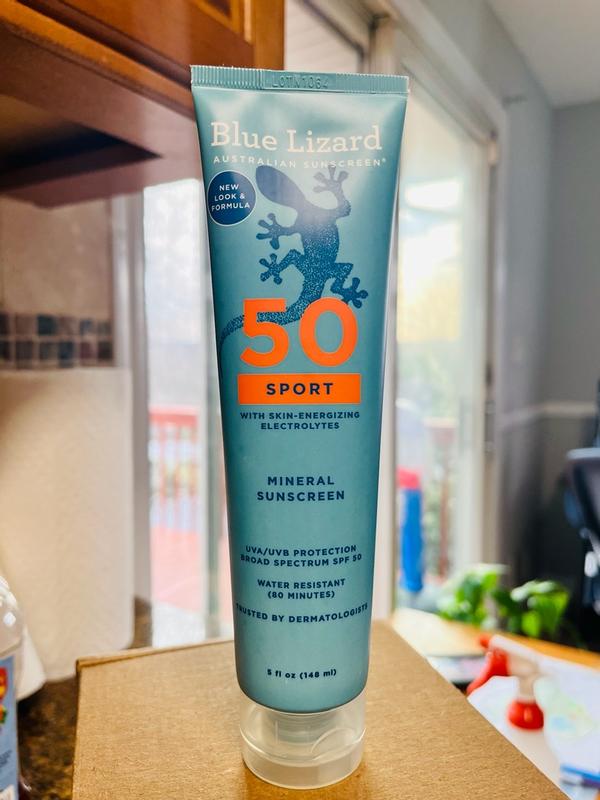 LOTN1064
Blue Lizard
AUSTRALIAN SUNSCREEN®
NEW
LOOK &
FORMULA
50
SPORT
WITH SKIN-ENERGIZING
ELECTROLYTES
MINERAL
SUNSCREEN
UVA/UVB PROTECTION
BROAD SPECTRUM SPF 50
WATER RESISTANT
(80 MINUTES)
TRUSTED BY DERMATOLOGISTS
5 fl oz (148 ml)